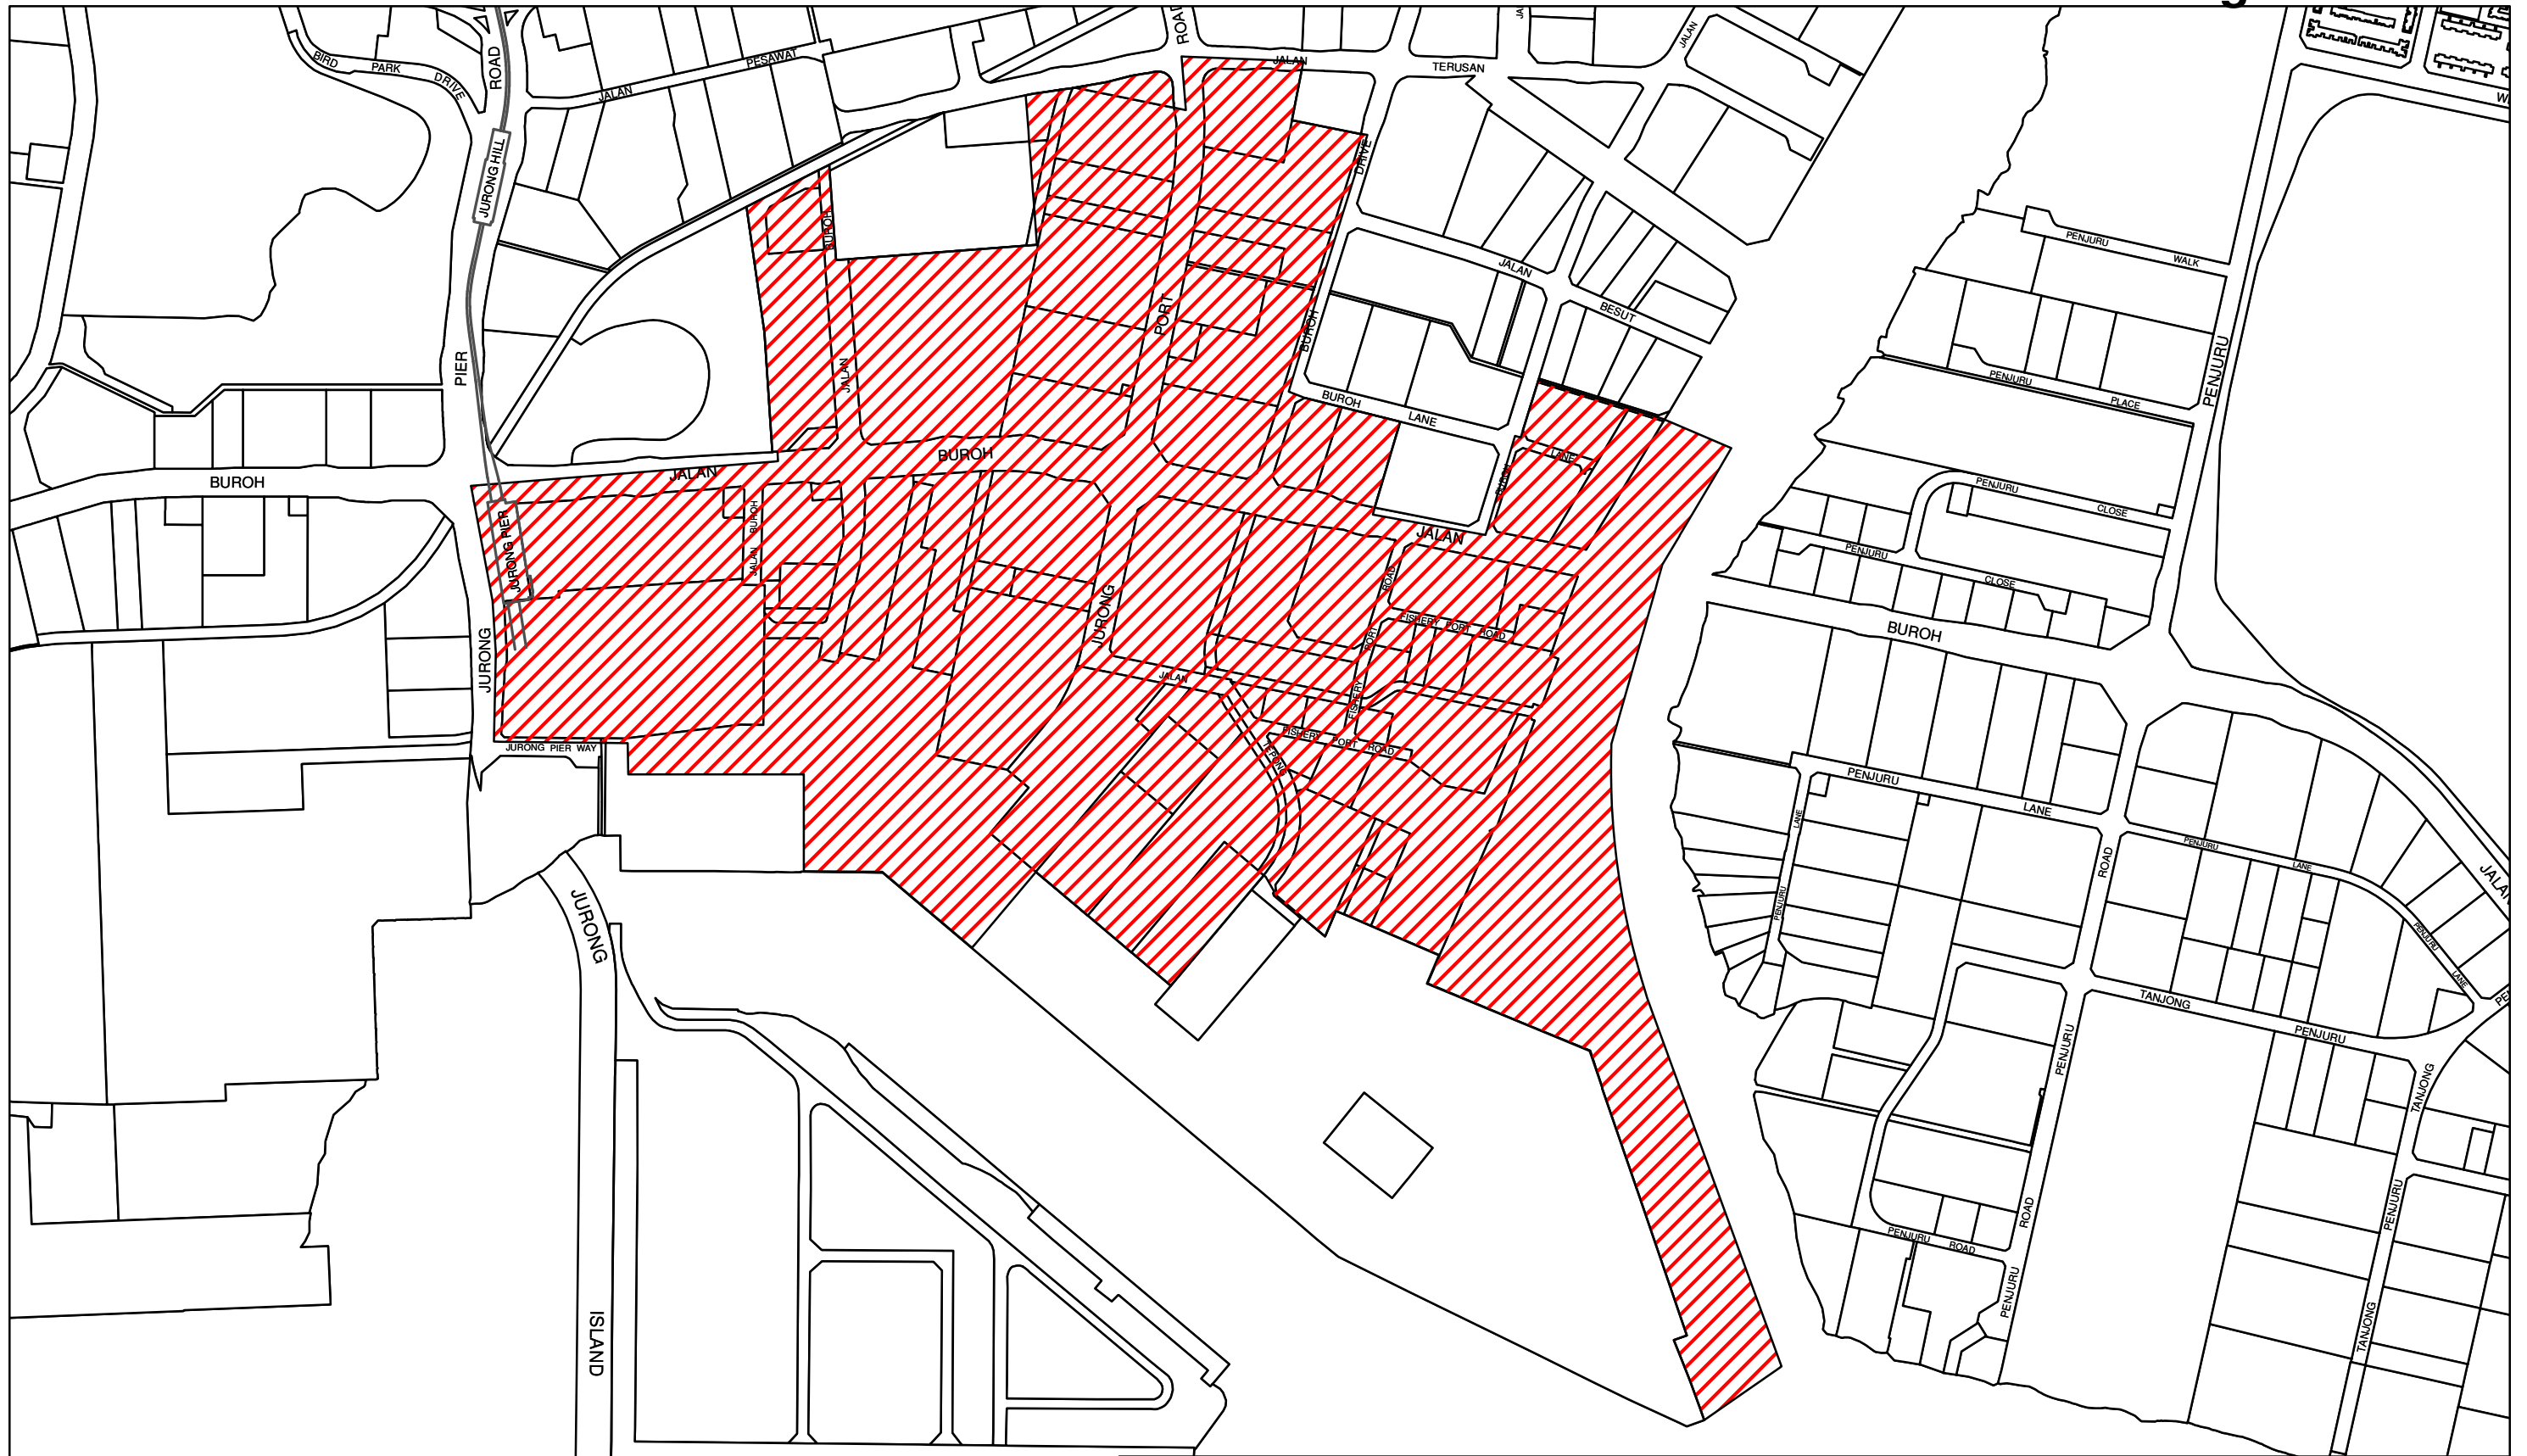 BIRD PARK DRIVE
ROAD
JURONG HILL
PIER
JALAN PESAWAT
ROAD
JALAN TERUSAN
JALAN
DRIVE
BUROH
JALAN BESUT
BUROH LANE
BUROH
JALAN
PORT
BUROH
JALAN BUROH
LANE
BUROH
JALAN
JURONG PIER
JALAN BUROH
JURONG
ROAD
PORT
FISHERY
FISHERY PORT ROAD
JALAN
TEPONG
FISHERY PORT ROAD
JURONG
JURONG PIER WAY
JURONG
ISLAND
PENJURU WALK
PENJURU
PENJURU PLACE
PENJURU CLOSE
PENJURU CLOSE
BUROH
PENJURU LANE
LANE
PENJURU
ROAD
PENJURU LANE
JALAN
PENJURU
LANE
TANJONG PENJURU
PENJURU
ROAD
PENJURU
PENJURU ROAD
TANJONG
PENJURU
TANJONG